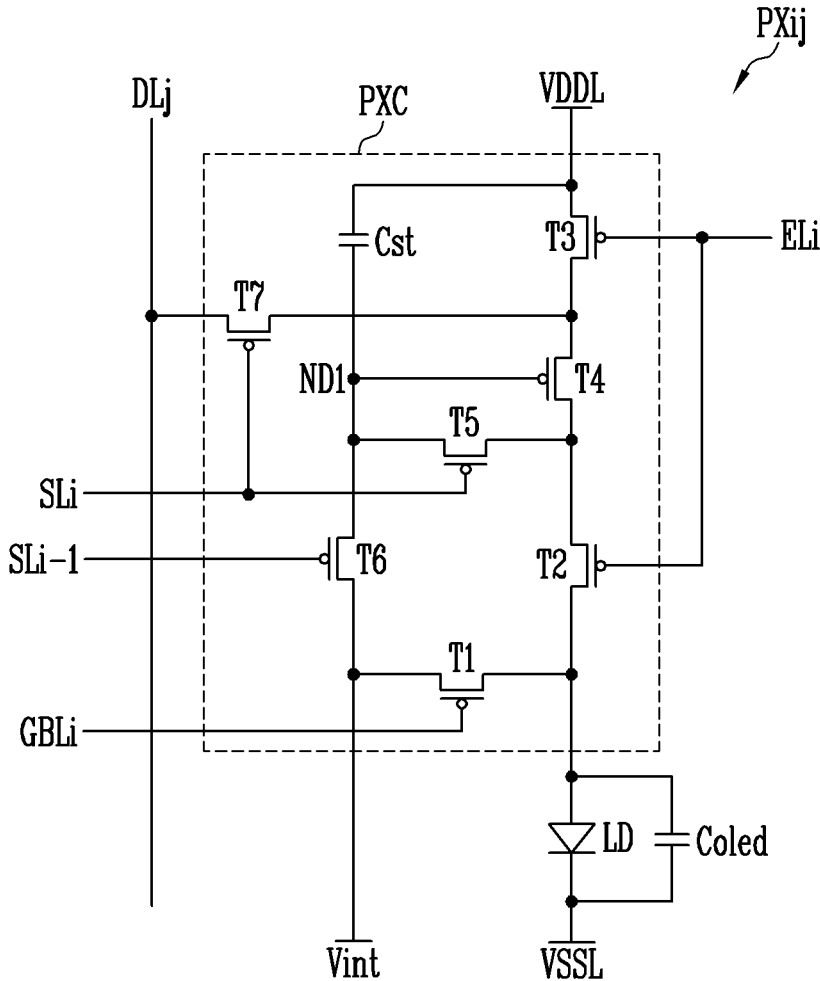 PXij
DLj
PXC
VDDL
Cst
T3
ELi
T7
ND1
T4
T5
SLi
SLi-1
T6
T2
T1
GBLi
LD
Coled
Vint
VSSL